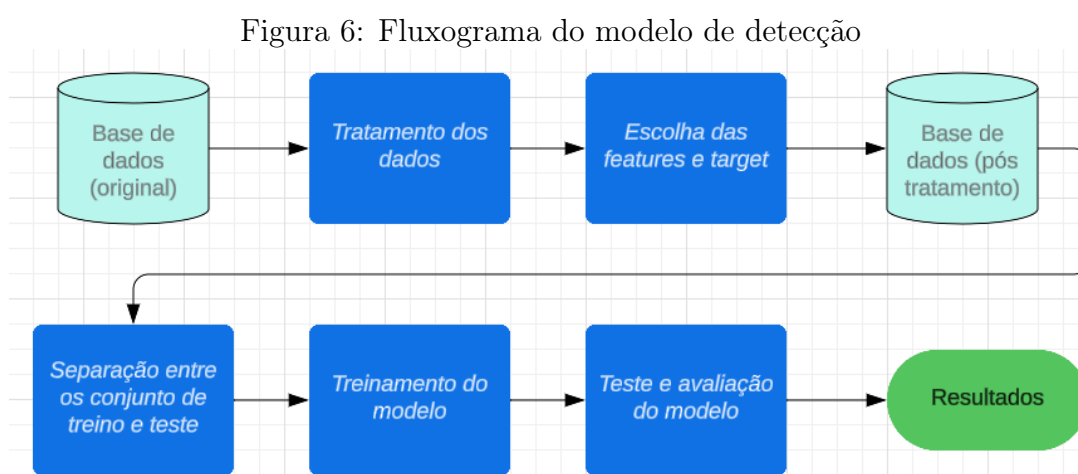 Figura 6: Fluxograma do modelo de detecção
Base de
dados
(original)
Tratamento dos
dados
Escolha das
features e target
Base de
dados (pós
tratamento)
Separação entre
os conjunto de
treino e teste
Treinamento do
modelo
Teste e avaliação
do modelo
Resultados